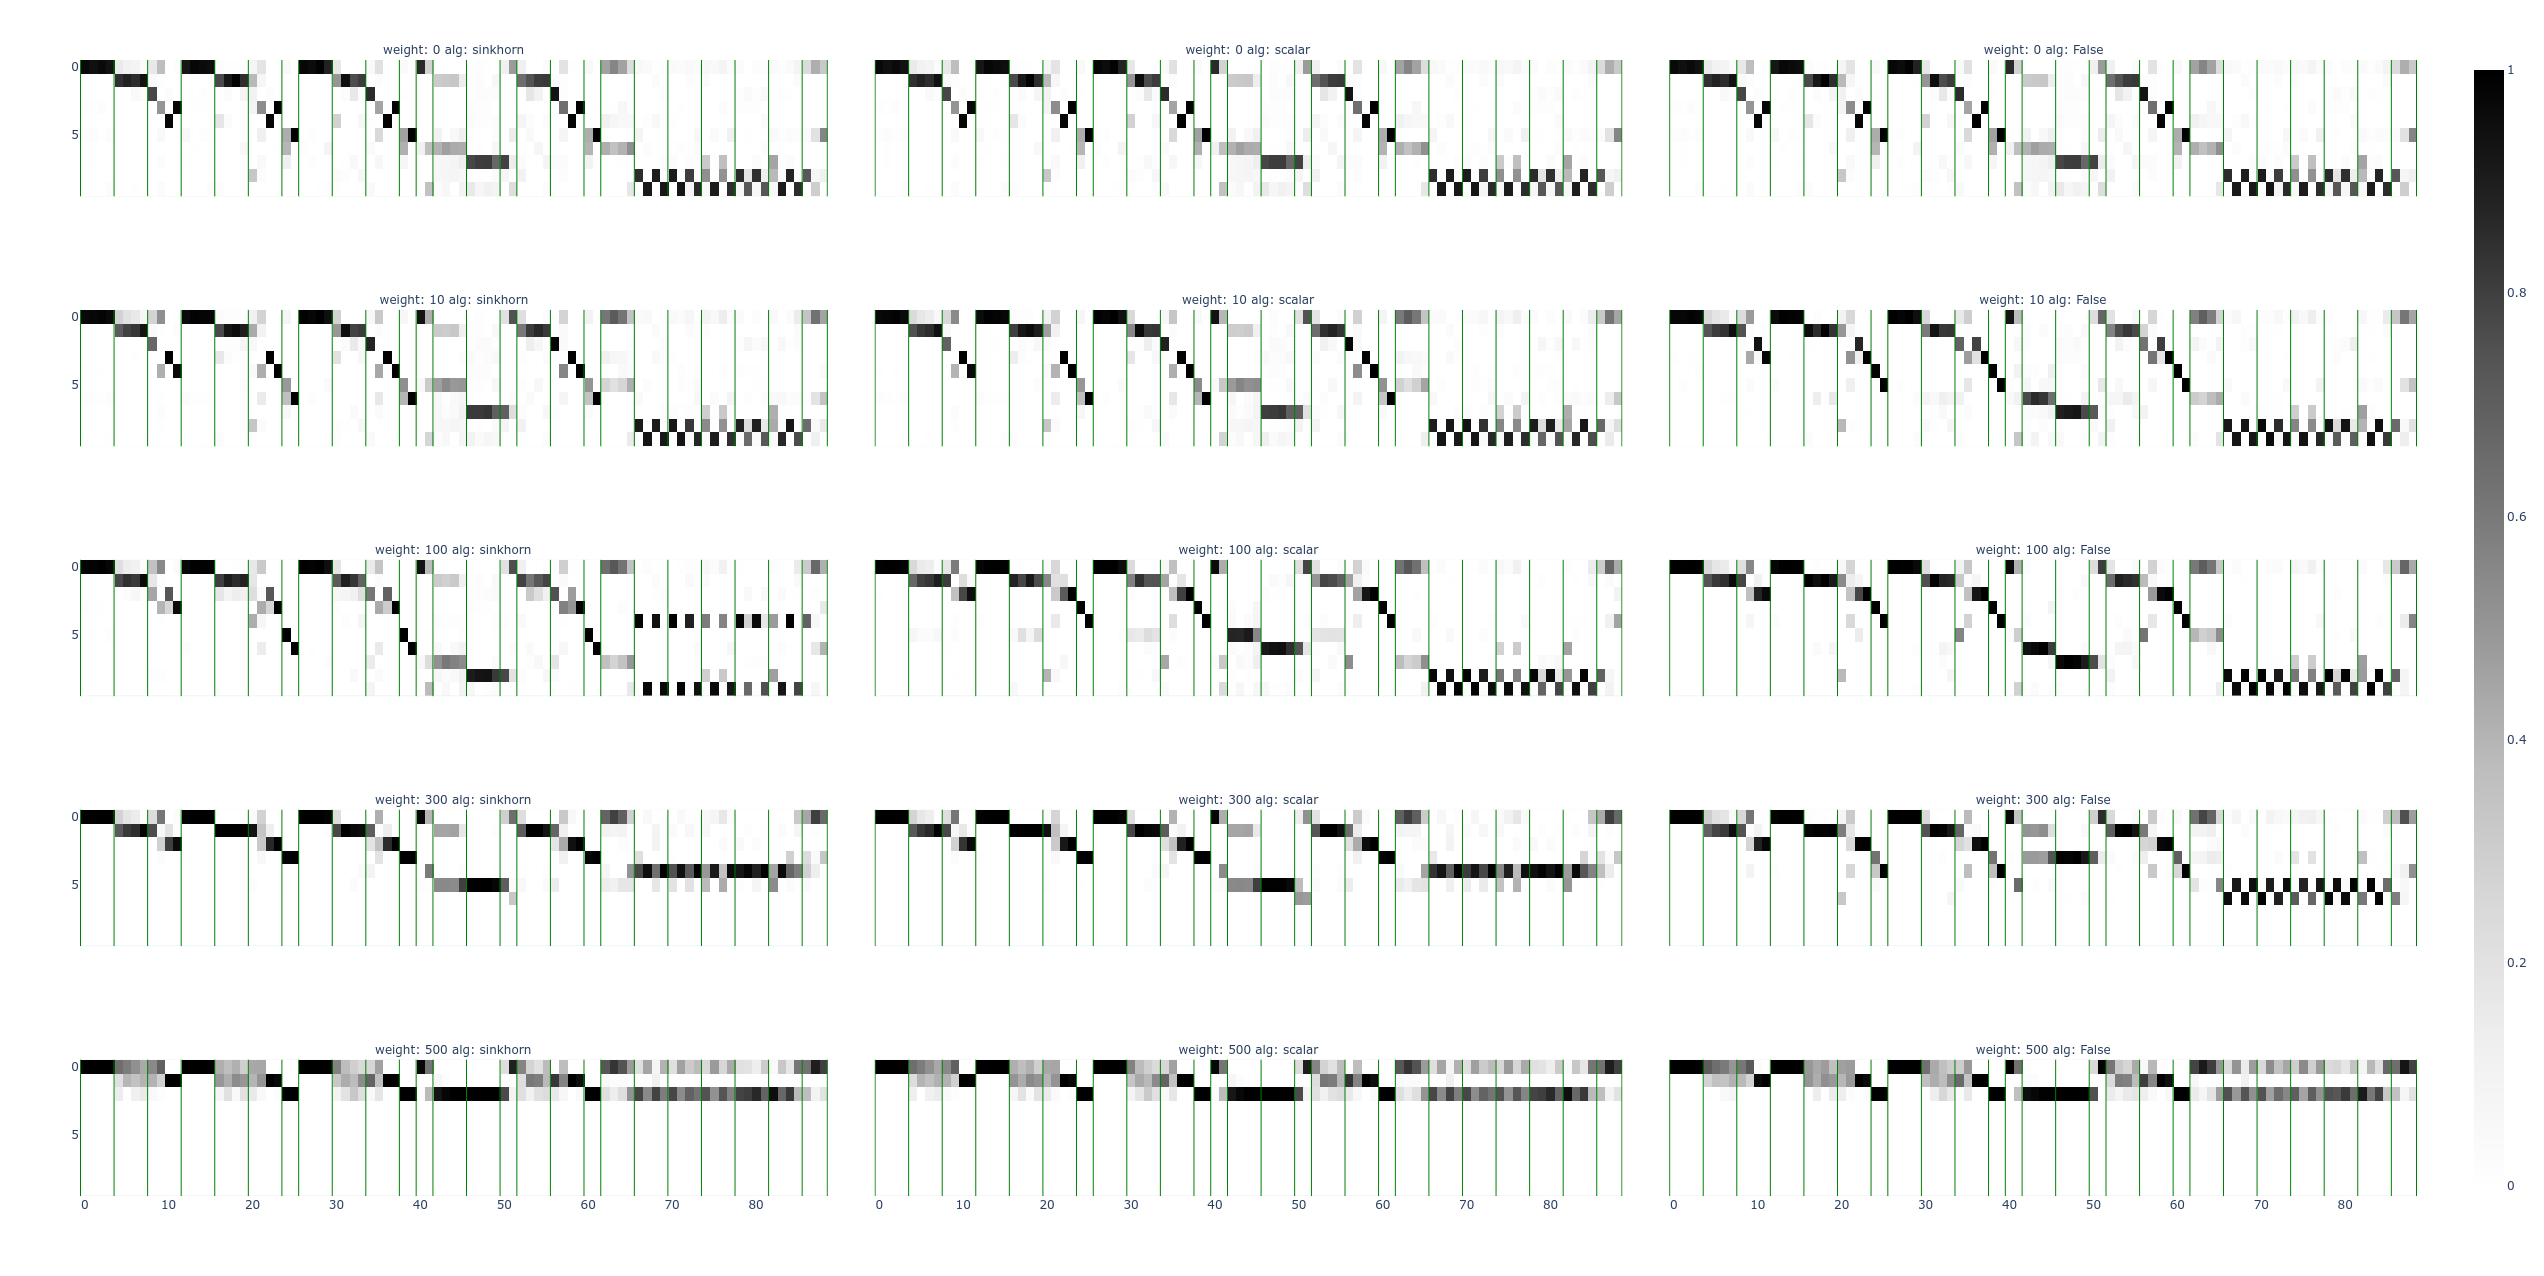 weight: 0 alg: sinkhorn
weight: 0 alg: scalar
weight: 0 alg: False
0
5
weight: 10 alg: sinkhorn
weight: 10 alg: scalar
weight: 10 alg: False
0
5
weight: 100 alg: sinkhorn
weight: 100 alg: scalar
weight: 100 alg: False
0
5
weight: 300 alg: sinkhorn
weight: 300 alg: scalar
weight: 300 alg: False
0
5
weight: 500 alg: sinkhorn
weight: 500 alg: scalar
weight: 500 alg: False
0
5
0 10 20 30 40 50 60 70 80
0 10 20 30 40 50 60 70 80
0 10 20 30 40 50 60 70 80
1
0.8
0.6
0.4
0.2
0